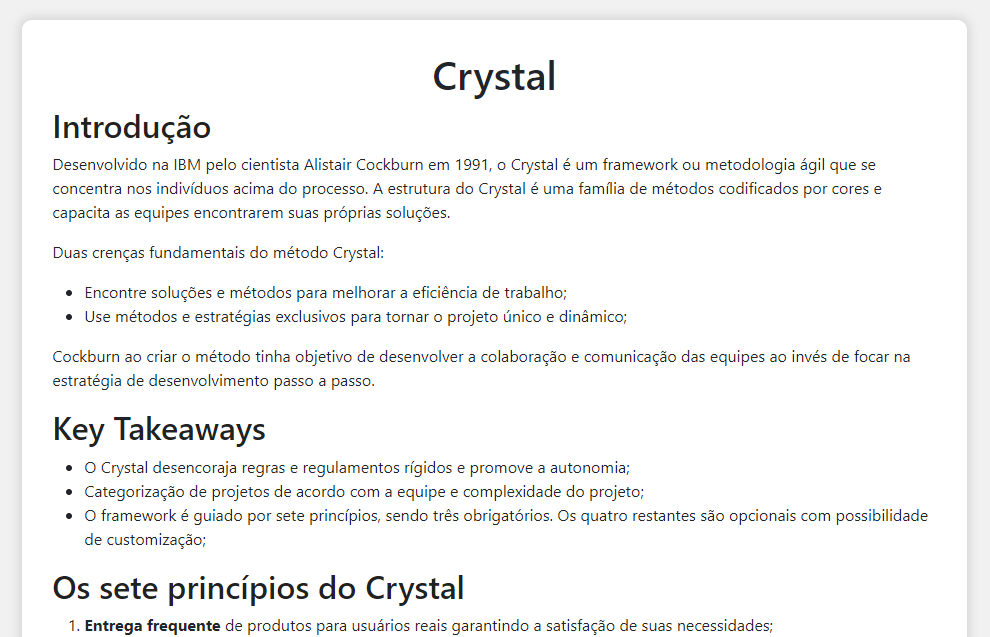 Crystal
Introdução
Desenvolvido na IBM pelo cientista Alistair Cockburn em 1991, o Crystal é um framework ou metodologia ágil que se
concentra nos indivíduos acima do processo. A estrutura do Crystal é uma família de métodos codificados por cores e
capacita as equipes encontrarem suas próprias soluções.
Duas crenças fundamentais do método Crystal:
• Encontre soluções e métodos para melhorar a eficiência de trabalho;
• Use métodos e estratégias exclusivos para tornar o projeto único e dinâmico;
Cockburn ao criar o método tinha objetivo de desenvolver a colaboração e comunicação das equipes ao invés de focar na
estratégia de desenvolvimento passo a passo.
Key Takeaways
• O Crystal desencoraja regras e regulamentos rígidos e promove a autonomia;
• Categorização de projetos de acordo com a equipe e complexidade do projeto;
• O framework é guiado por sete princípios, sendo três obrigatórios. Os quatro restantes são opcionais com possibilidade
de customização;
Os sete princípios do Crystal
1. Entrega frequente de produtos para usuários reais garantindo a satisfação de suas necessidades;